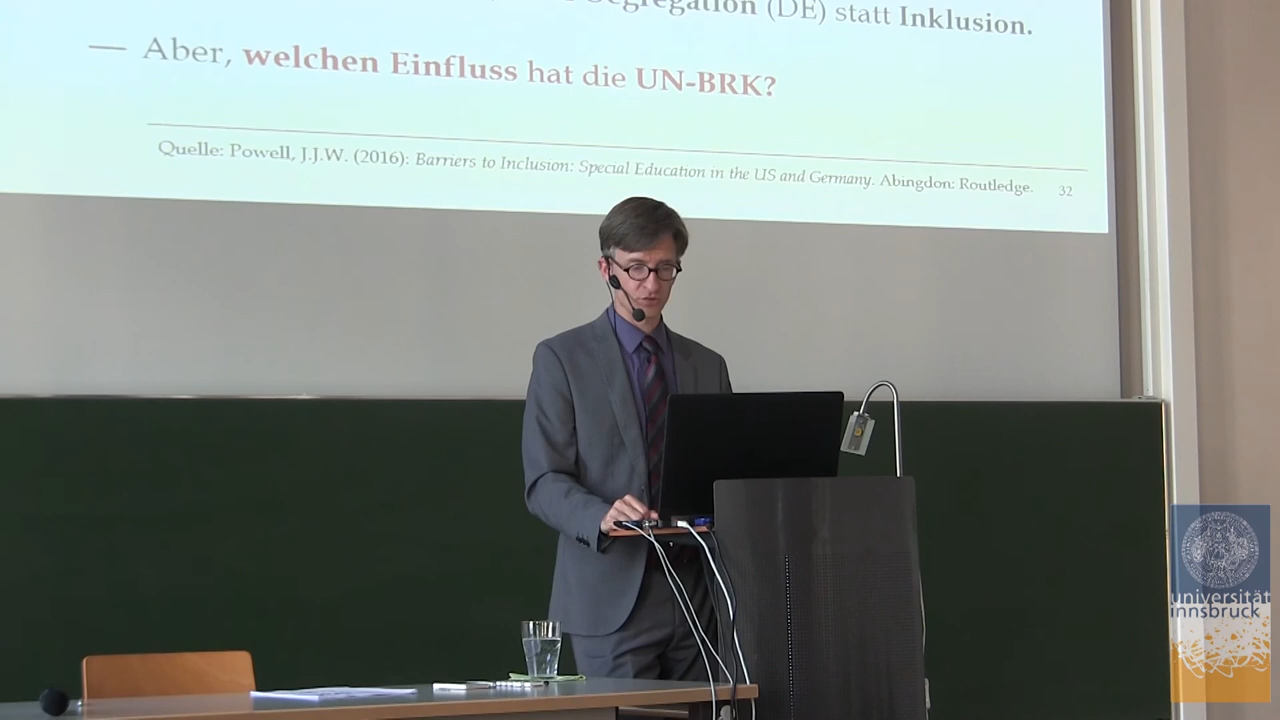 Segregation (DE) statt Inklusion.
— Aber, welchen Einfluss hat die UN-BRK?
Quelle: Powell, J.J.W. (2016): Barriers to Inclusion: Special Education in the US and Germany. Abingdon: Routledge. 32
universität
innsbruck